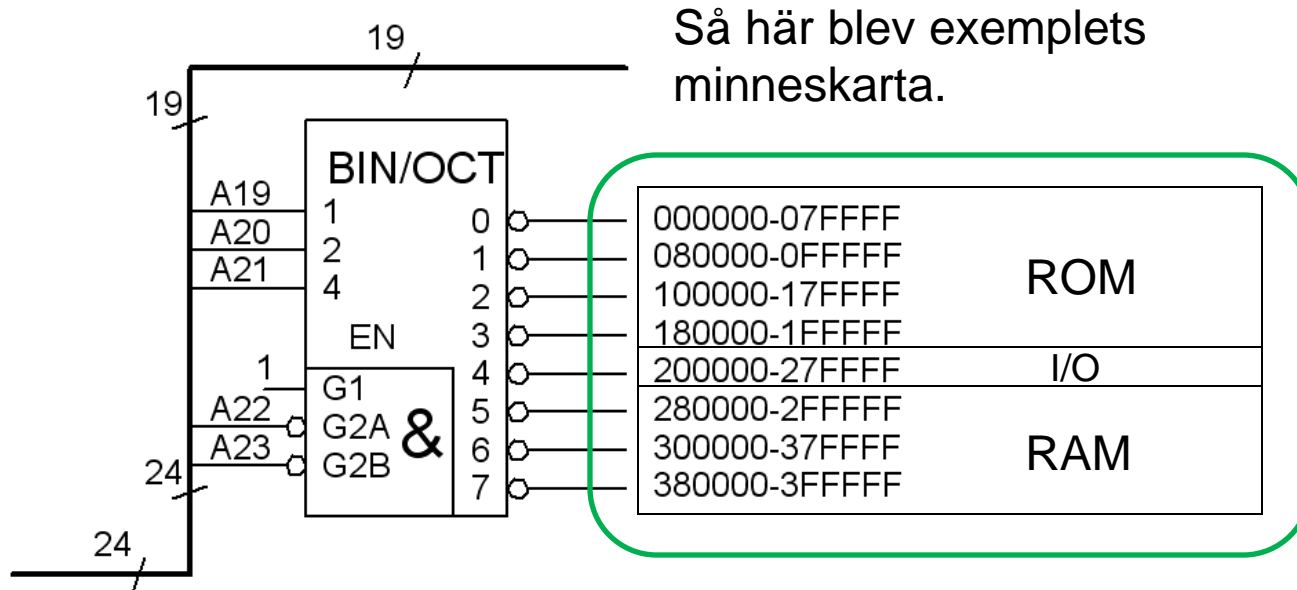 Så här blev exemplets
minneskarta.
19
19
BIN/OCT
A19
A20
A21
1
2
4
EN
1
G1
A22
G2A
A23
G2B
&
24
24
0
1
2
3
4
5
6
7
000000-07FFFF
080000-0FFFFF
100000-17FFFF
180000-1FFFFF
ROM
200000-27FFFF I/O
280000-2FFFFF
300000-37FFFF
380000-3FFFFF
RAM